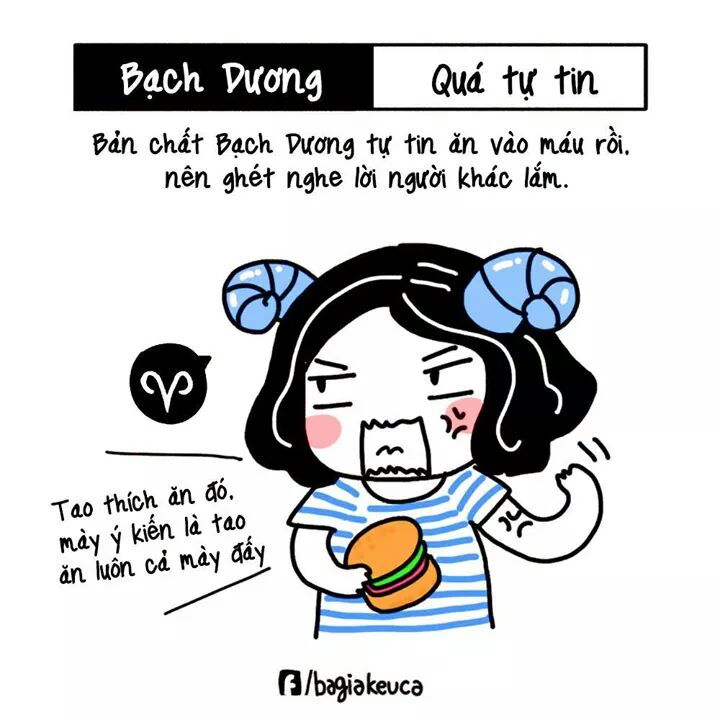 Bạch Dương
Quá tự tin
Bản chất Bạch Dương tự tin ăn vào máu rồi.
nên ghét nghe lời người khác lắm.
Tao thích ăn đó.
mày ý kiến là tao
ăn luôn cả mày đấy
f/bagiakeuca